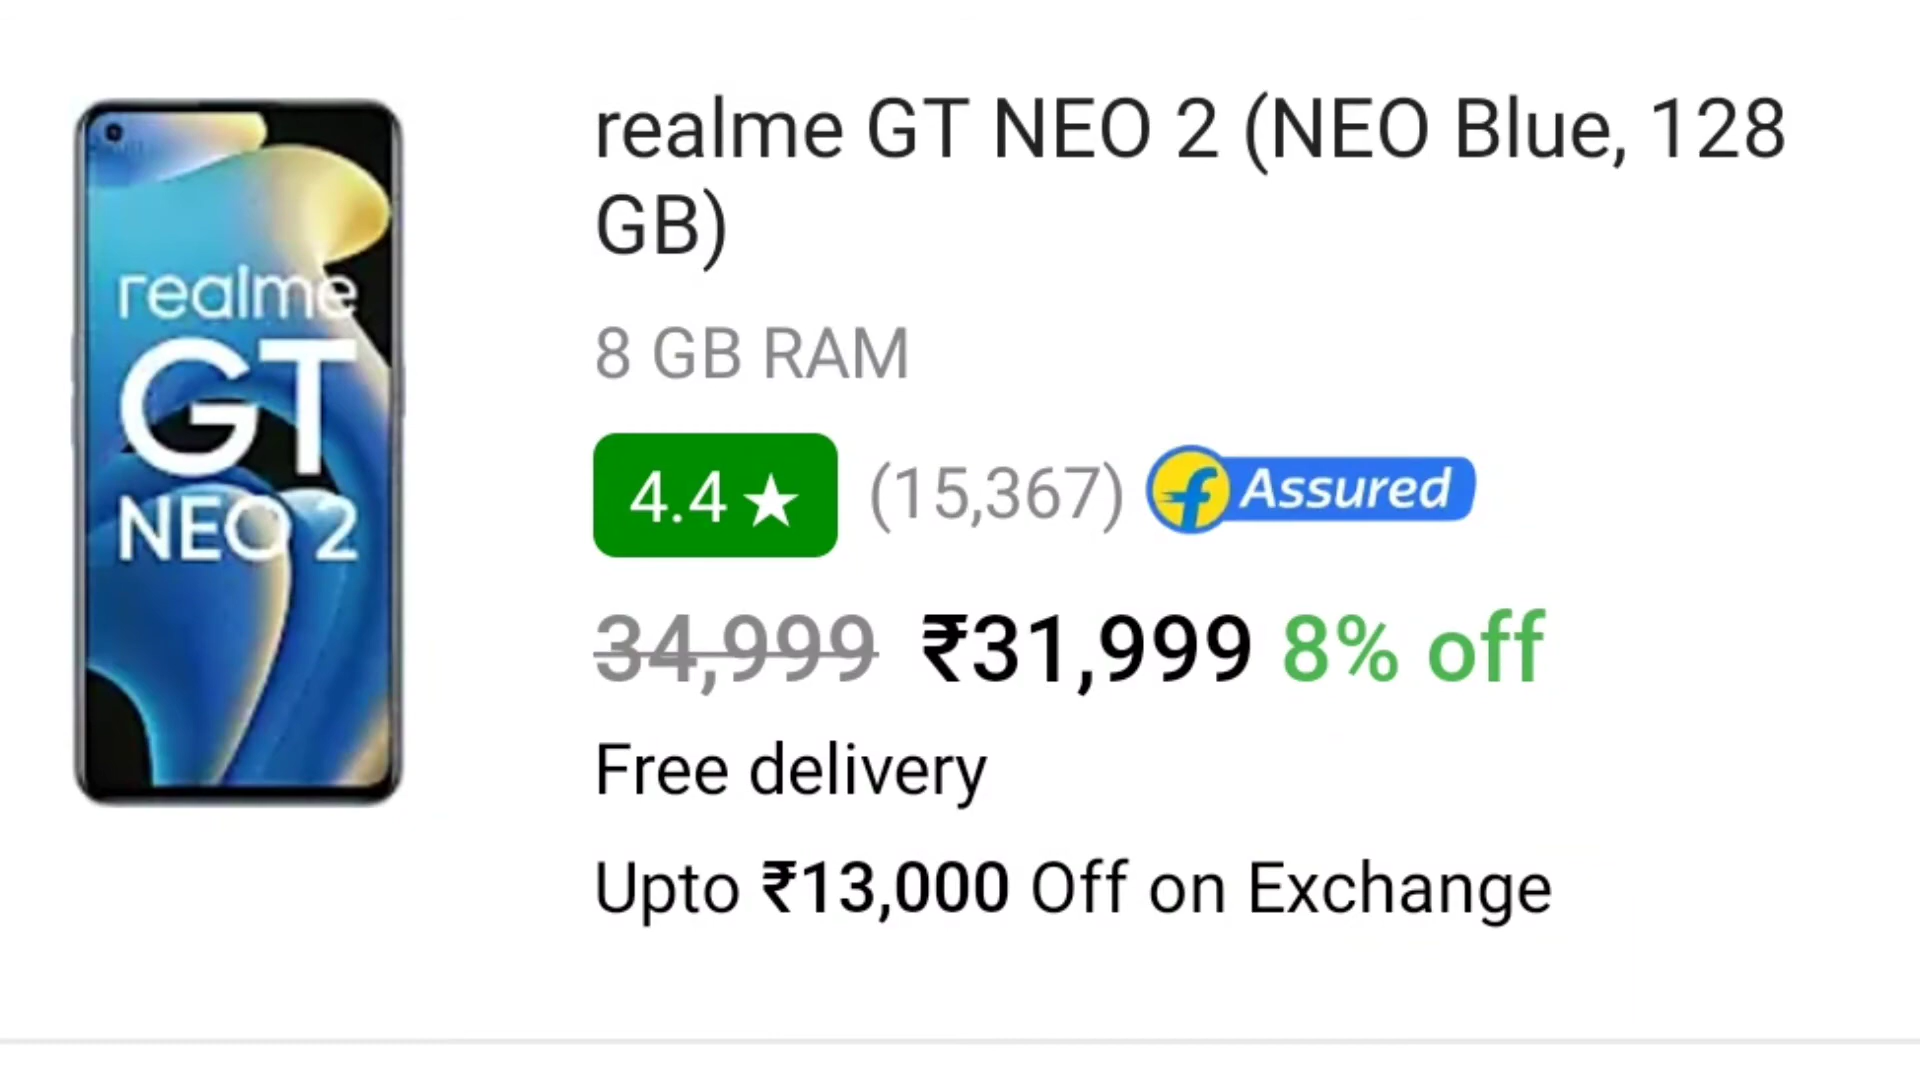 realme GT NEO 2 (NEO Blue, 128
GB)
8 GB RAM
4.4★ (15,367) f Assured
34,999 ₹31,999 8% off
Free delivery
Upto ₹13,000 Off on Exchange
realme
GT
NEO 2